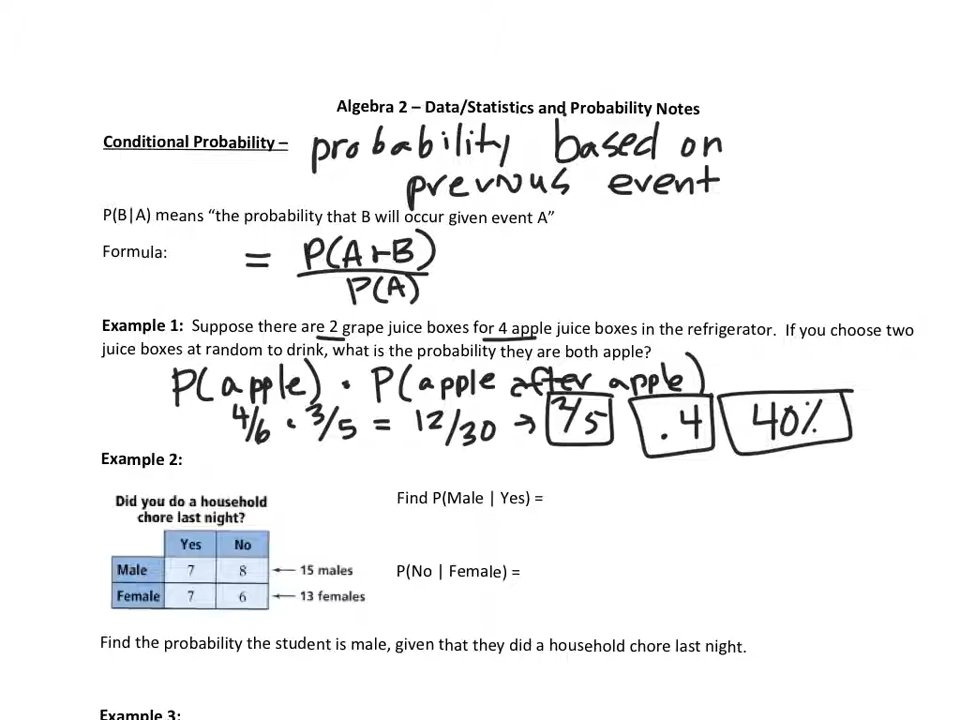 Algebra 2 – Data/Statistics and Probability Notes
Conditional Probability – probability based on
previous event
P(B|A) means “the probability that B will occur given event A”
Formula: = P(A+B)
P(A)
Example 1: Suppose there are 2 grape juice boxes for 4 apple juice boxes in the refrigerator. If you choose two
juice boxes at random to drink, what is the probability they are both apple?
P(apple) • P(apple after apple)
4/6 • 3/5 = 12/30 → 2/5 .4 40%
Example 2:
Did you do a household
chore last night?
Find P(Male | Yes) =
Yes No
Male 7 8 ← 15 males
P(No | Female) =
Female 7 6 ← 13 females
Find the probability the student is male, given that they did a household chore last night.
Example 3: